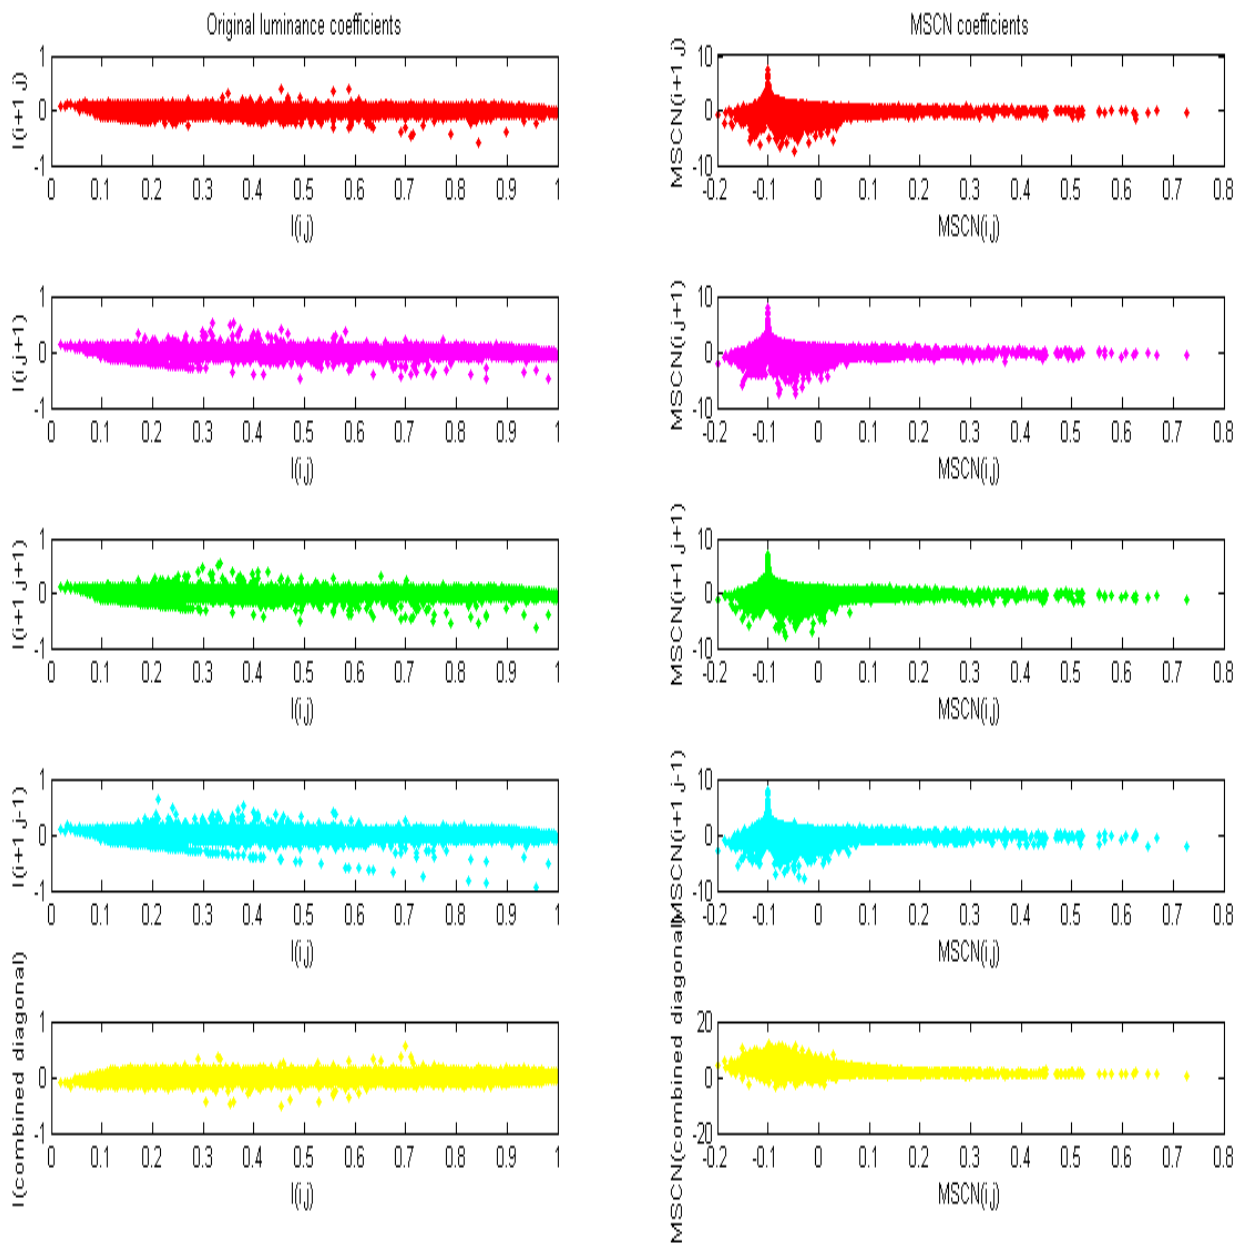 Original luminance coefficients
MSCN coefficients
I(i+1,j)
1
0
-1
0 0.1 0.2 0.3 0.4 0.5 0.6 0.7 0.8 0.9 1
I(i,j)
MSCN(i+1,j)
10
0
-10
-0.2 -0.1 0 0.1 0.2 0.3 0.4 0.5 0.6 0.7 0.8
MSCN(i,j)
I(i,j+1)
1
0
-1
0 0.1 0.2 0.3 0.4 0.5 0.6 0.7 0.8 0.9 1
I(i,j)
MSCN(i,j+1)
10
0
-10
-0.2 -0.1 0 0.1 0.2 0.3 0.4 0.5 0.6 0.7 0.8
MSCN(i,j)
I(i+1,j+1)
1
0
-1
0 0.1 0.2 0.3 0.4 0.5 0.6 0.7 0.8 0.9 1
I(i,j)
MSCN(i+1,j+1)
10
0
-10
-0.2 -0.1 0 0.1 0.2 0.3 0.4 0.5 0.6 0.7 0.8
MSCN(i,j)
I(i+1,j-1)
1
0
-1
0 0.1 0.2 0.3 0.4 0.5 0.6 0.7 0.8 0.9 1
I(i,j)
MSCN(i+1,j-1)
10
0
-10
-0.2 -0.1 0 0.1 0.2 0.3 0.4 0.5 0.6 0.7 0.8
MSCN(i,j)
I(combined diagonal)
1
0
-1
0 0.1 0.2 0.3 0.4 0.5 0.6 0.7 0.8 0.9 1
I(i,j)
MSCN(combined diagonal)
20
0
-20
-0.2 -0.1 0 0.1 0.2 0.3 0.4 0.5 0.6 0.7 0.8
MSCN(i,j)